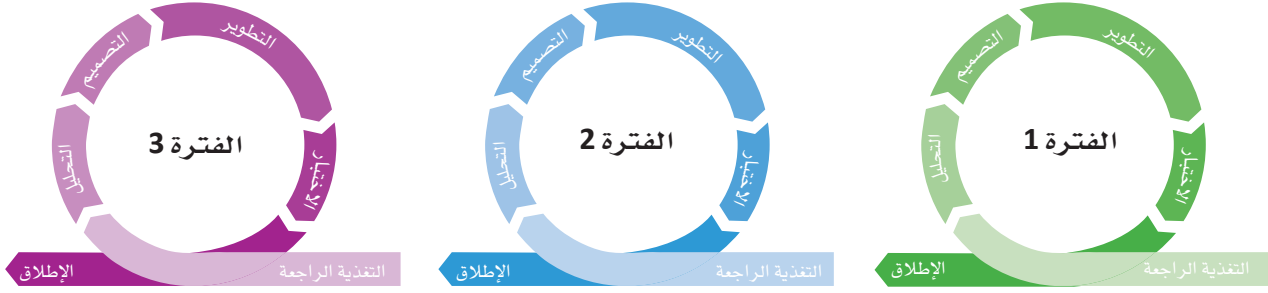 الفترة 1
التحليل
التصميم
التطوير
الاختبار
الإطلاق
التغذية الراجعة
الفترة 2
التحليل
التصميم
التطوير
الاختبار
الإطلاق
التغذية الراجعة
الفترة 3
التحليل
التصميم
التطوير
الاختبار
الإطلاق
التغذية الراجعة